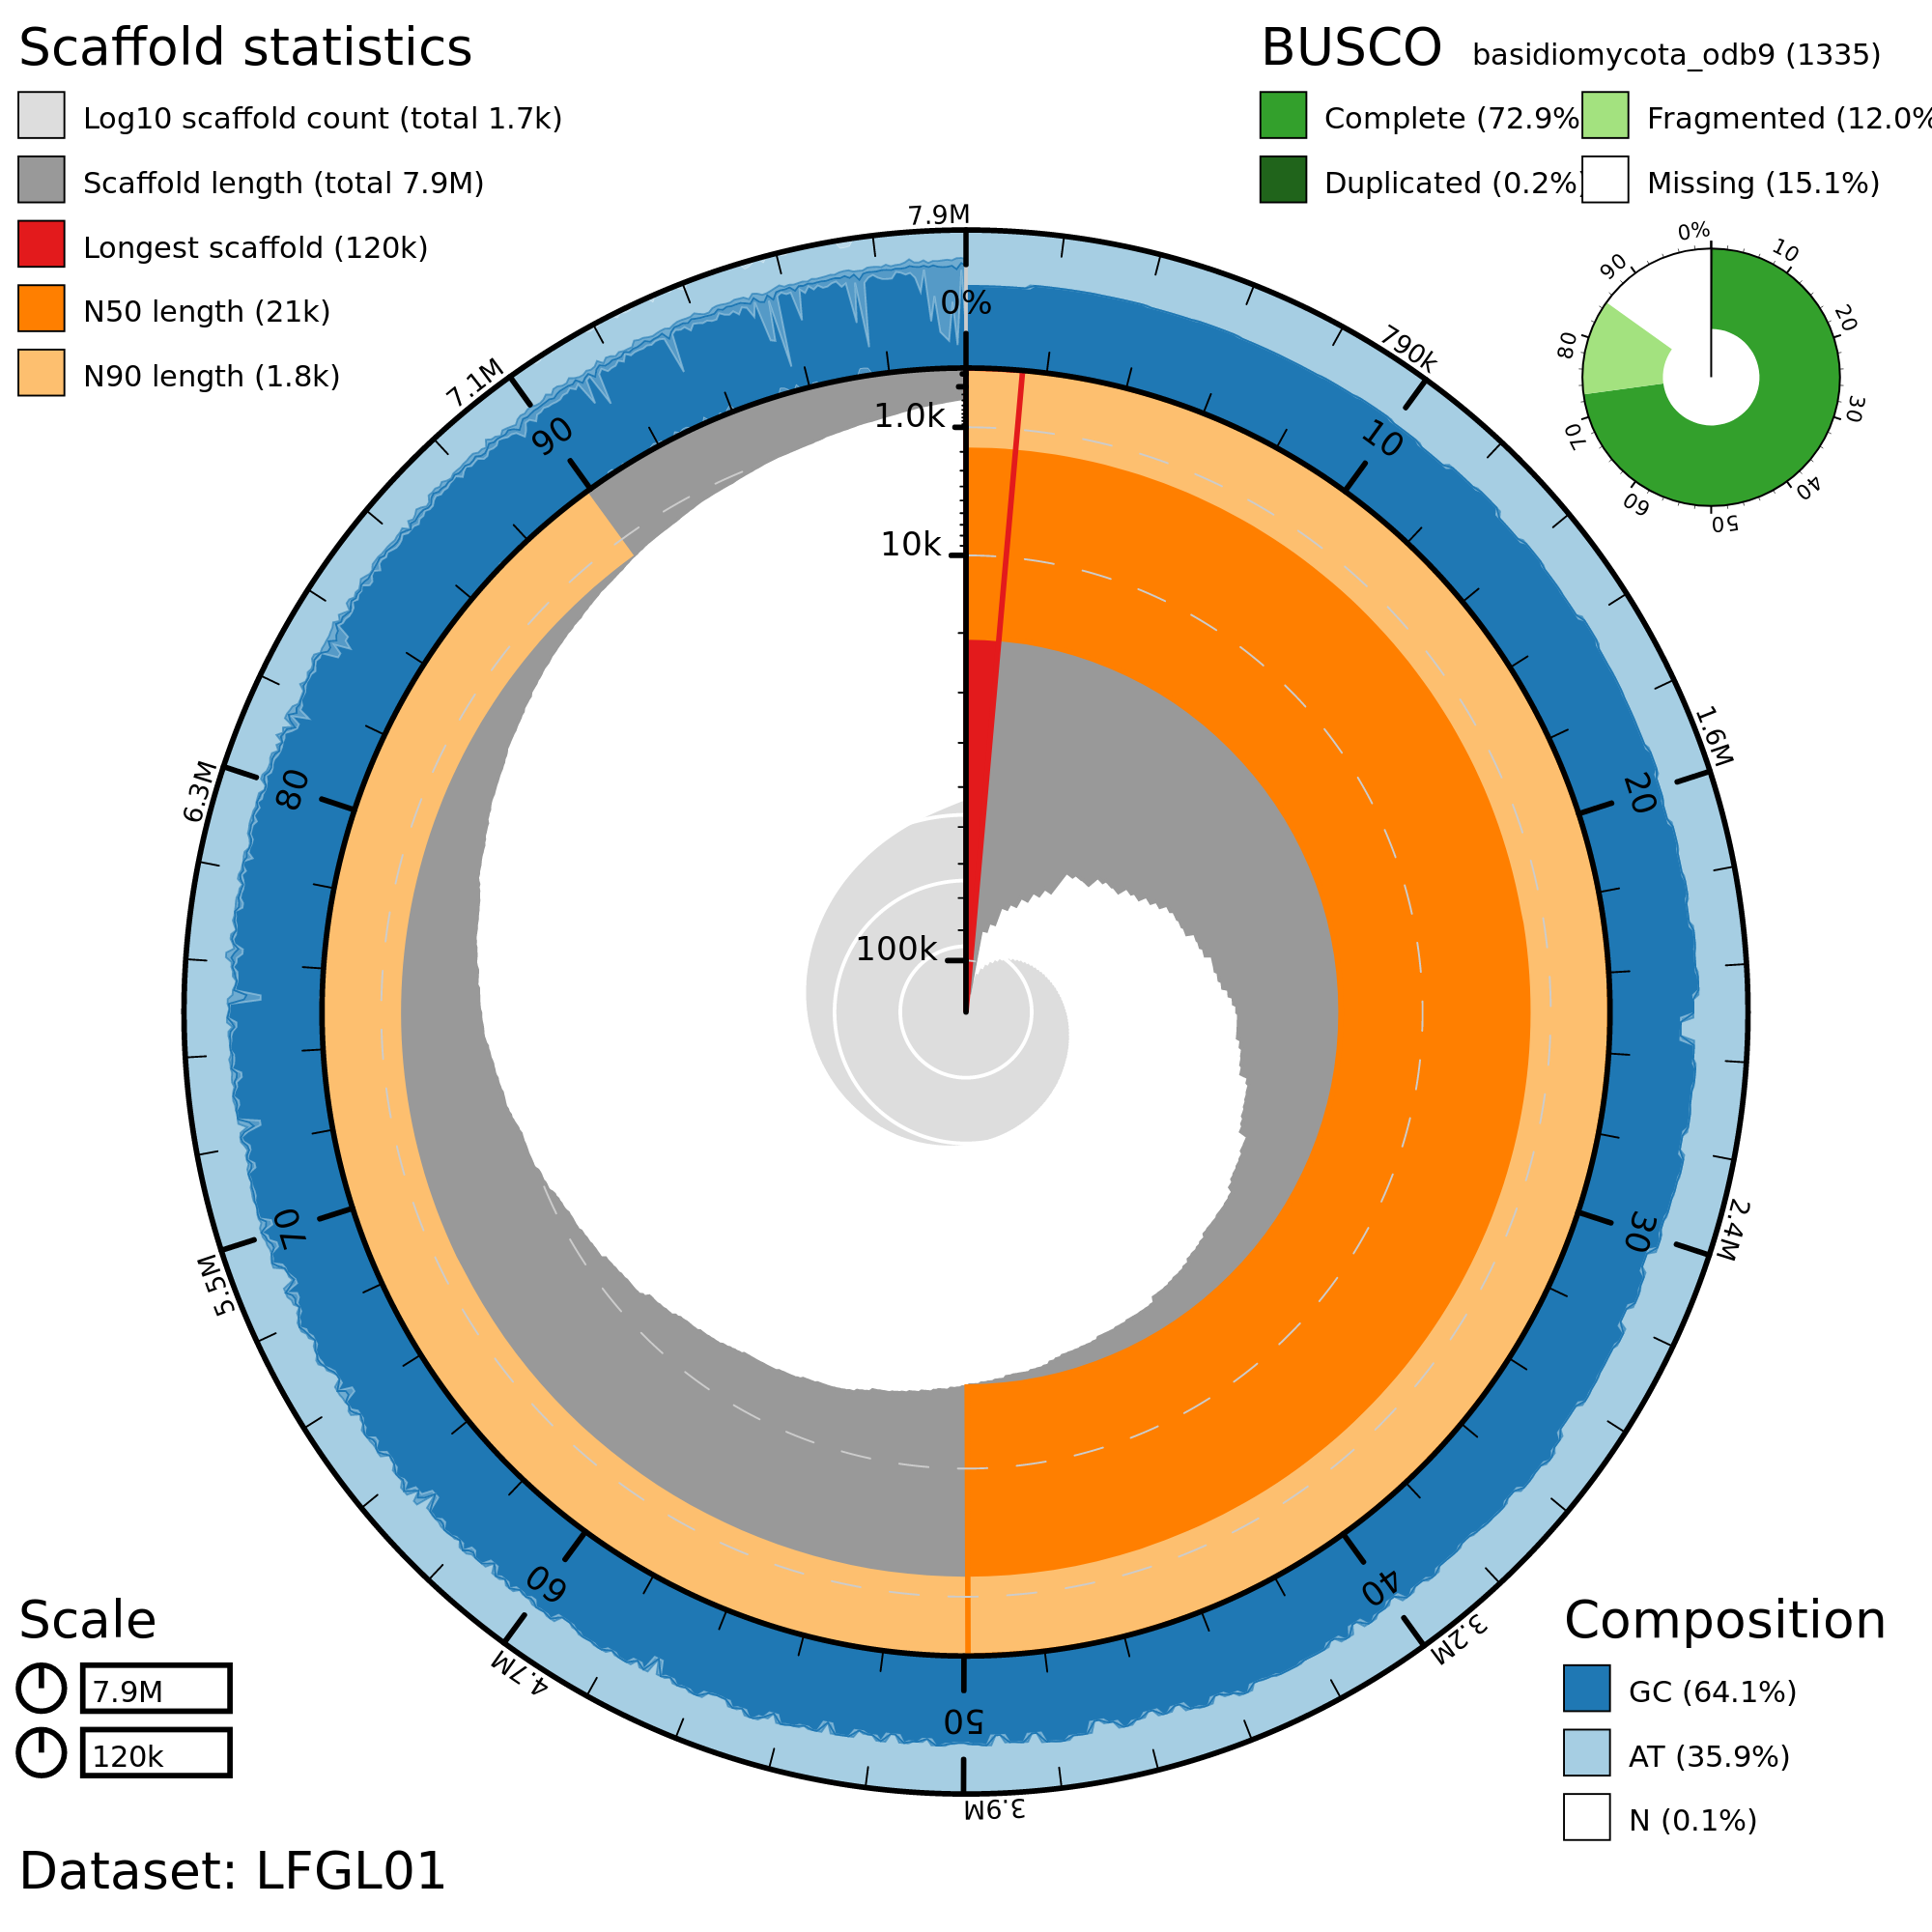 Scaffold statistics
Log10 scaffold count (total 1.7k)
Scaffold length (total 7.9M)
Longest scaffold (120k)
N50 length (21k)
N90 length (1.8k)
BUSCO basidiomycota_odb9 (1335)
Complete (72.9% Fragmented (12.0%
Duplicated (0.2%) Missing (15.1%)
0%
10
20
30
40
50
60
70
80
90
7.9M
790k
1.6M
2.4M
3.2M
3.9M
4.7M
5.5M
6.3M
7.1M
0%
10
20
30
40
50
60
70
80
90
1.0k
10k
100k
Scale
7.9M
120k
Composition
GC (64.1%)
AT (35.9%)
N (0.1%)
Dataset: LFGL01